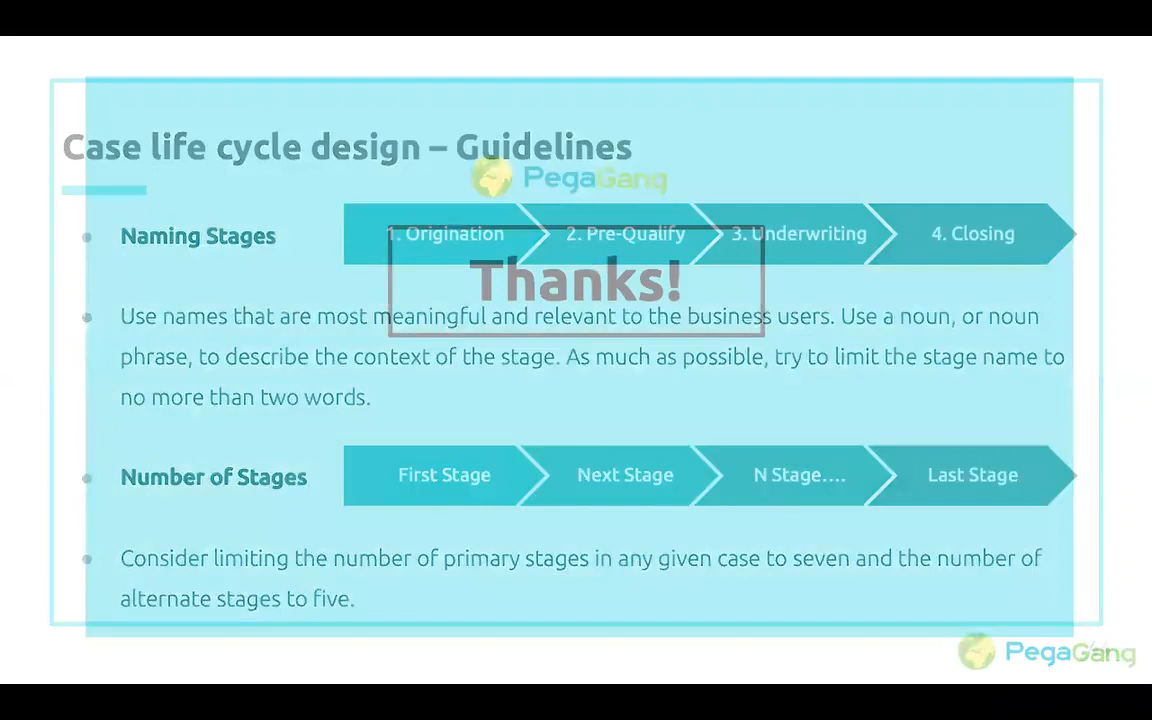 Case life cycle design – Guidelines
PegaGang
Naming Stages
1. Origination
2. Pre-Qualify
3. Underwriting
4. Closing
Thanks!
Use names that are most meaningful and relevant to the business users. Use a noun, or noun
phrase, to describe the context of the stage. As much as possible, try to limit the stage name to
no more than two words.
Number of Stages
First Stage
Next Stage
N Stage....
Last Stage
Consider limiting the number of primary stages in any given case to seven and the number of
alternate stages to five.
PegaGang